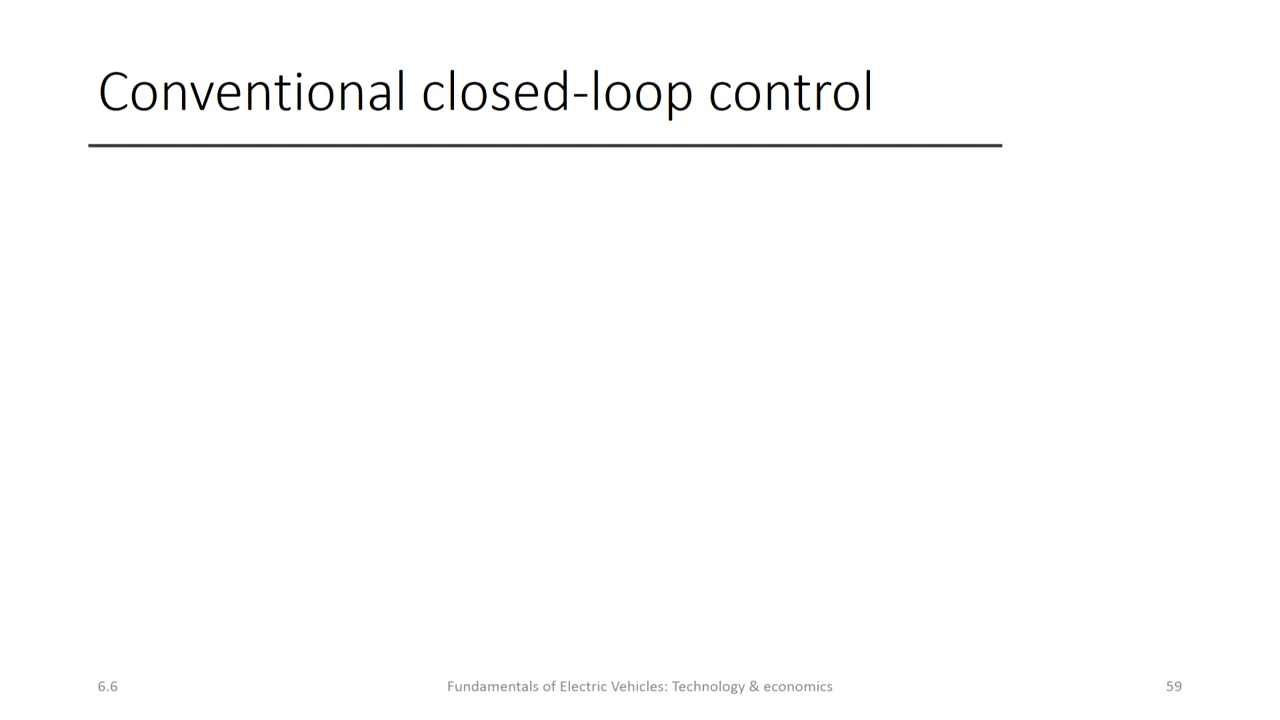 Conventional closed-loop control
6.6
Fundamentals of Electric Vehicles: Technology & economics
59